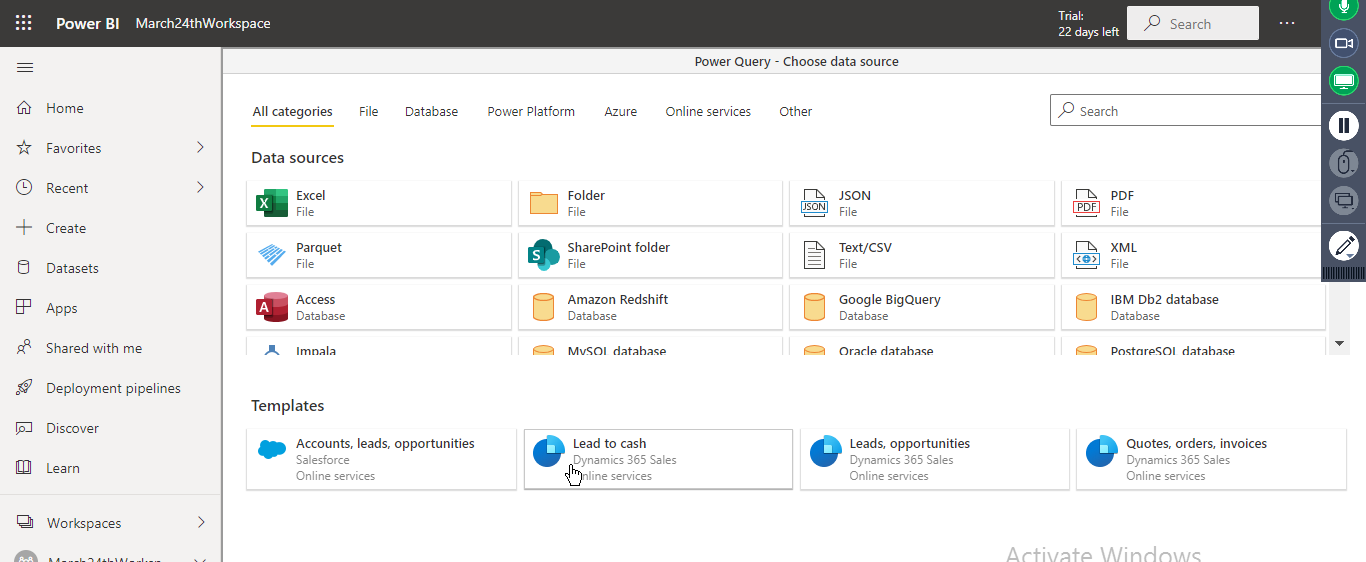 Power BI March24thWorkspace
Trial:
22 days left
Search
Power Query - Choose data source
Home
Favorites
Recent
Create
Datasets
Apps
Shared with me
Deployment pipelines
Discover
Learn
Workspaces
March24thWorksp
All categories File Database Power Platform Azure Online services Other
Search
Data sources
Excel
File
Folder
File
JSON
JSON
File
PDF
PDF
File
Parquet
File
S
SharePoint folder
File
Text/CSV
File
XML
File
A
Access
Database
Amazon Redshift
Database
Google BigQuery
Database
IBM Db2 database
Database
Impala
MySQL database
Oracle database
PostgreSQL database
Templates
Accounts, leads, opportunities
Salesforce
Online services
Lead to cash
Dynamics 365 Sales
Online services
Leads, opportunities
Dynamics 365 Sales
Online services
Quotes, orders, invoices
Dynamics 365 Sales
Online services
Activate Windows